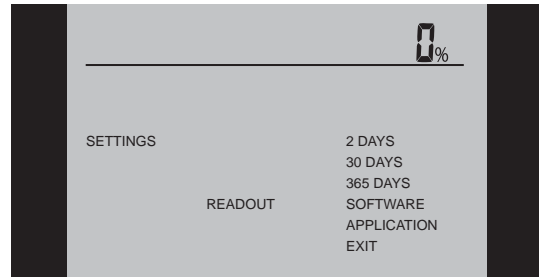 0%
SETTINGS 2 DAYS
30 DAYS
365 DAYS
READOUT SOFTWARE
APPLICATION
EXIT